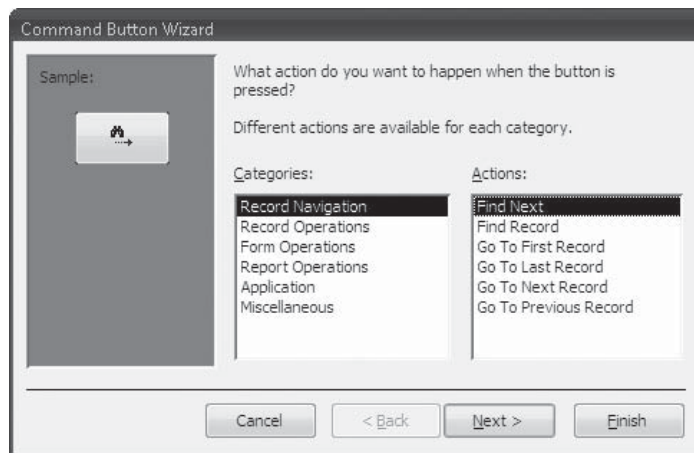 Command Button Wizard
Sample:
What action do you want to happen when the button is
pressed?
Different actions are available for each category.
Categories:
Record Navigation
Record Operations
Form Operations
Report Operations
Application
Miscellaneous
Actions:
Find Next
Find Record
Go To First Record
Go To Last Record
Go To Next Record
Go To Previous Record
Cancel
< Back
Next >
Finish